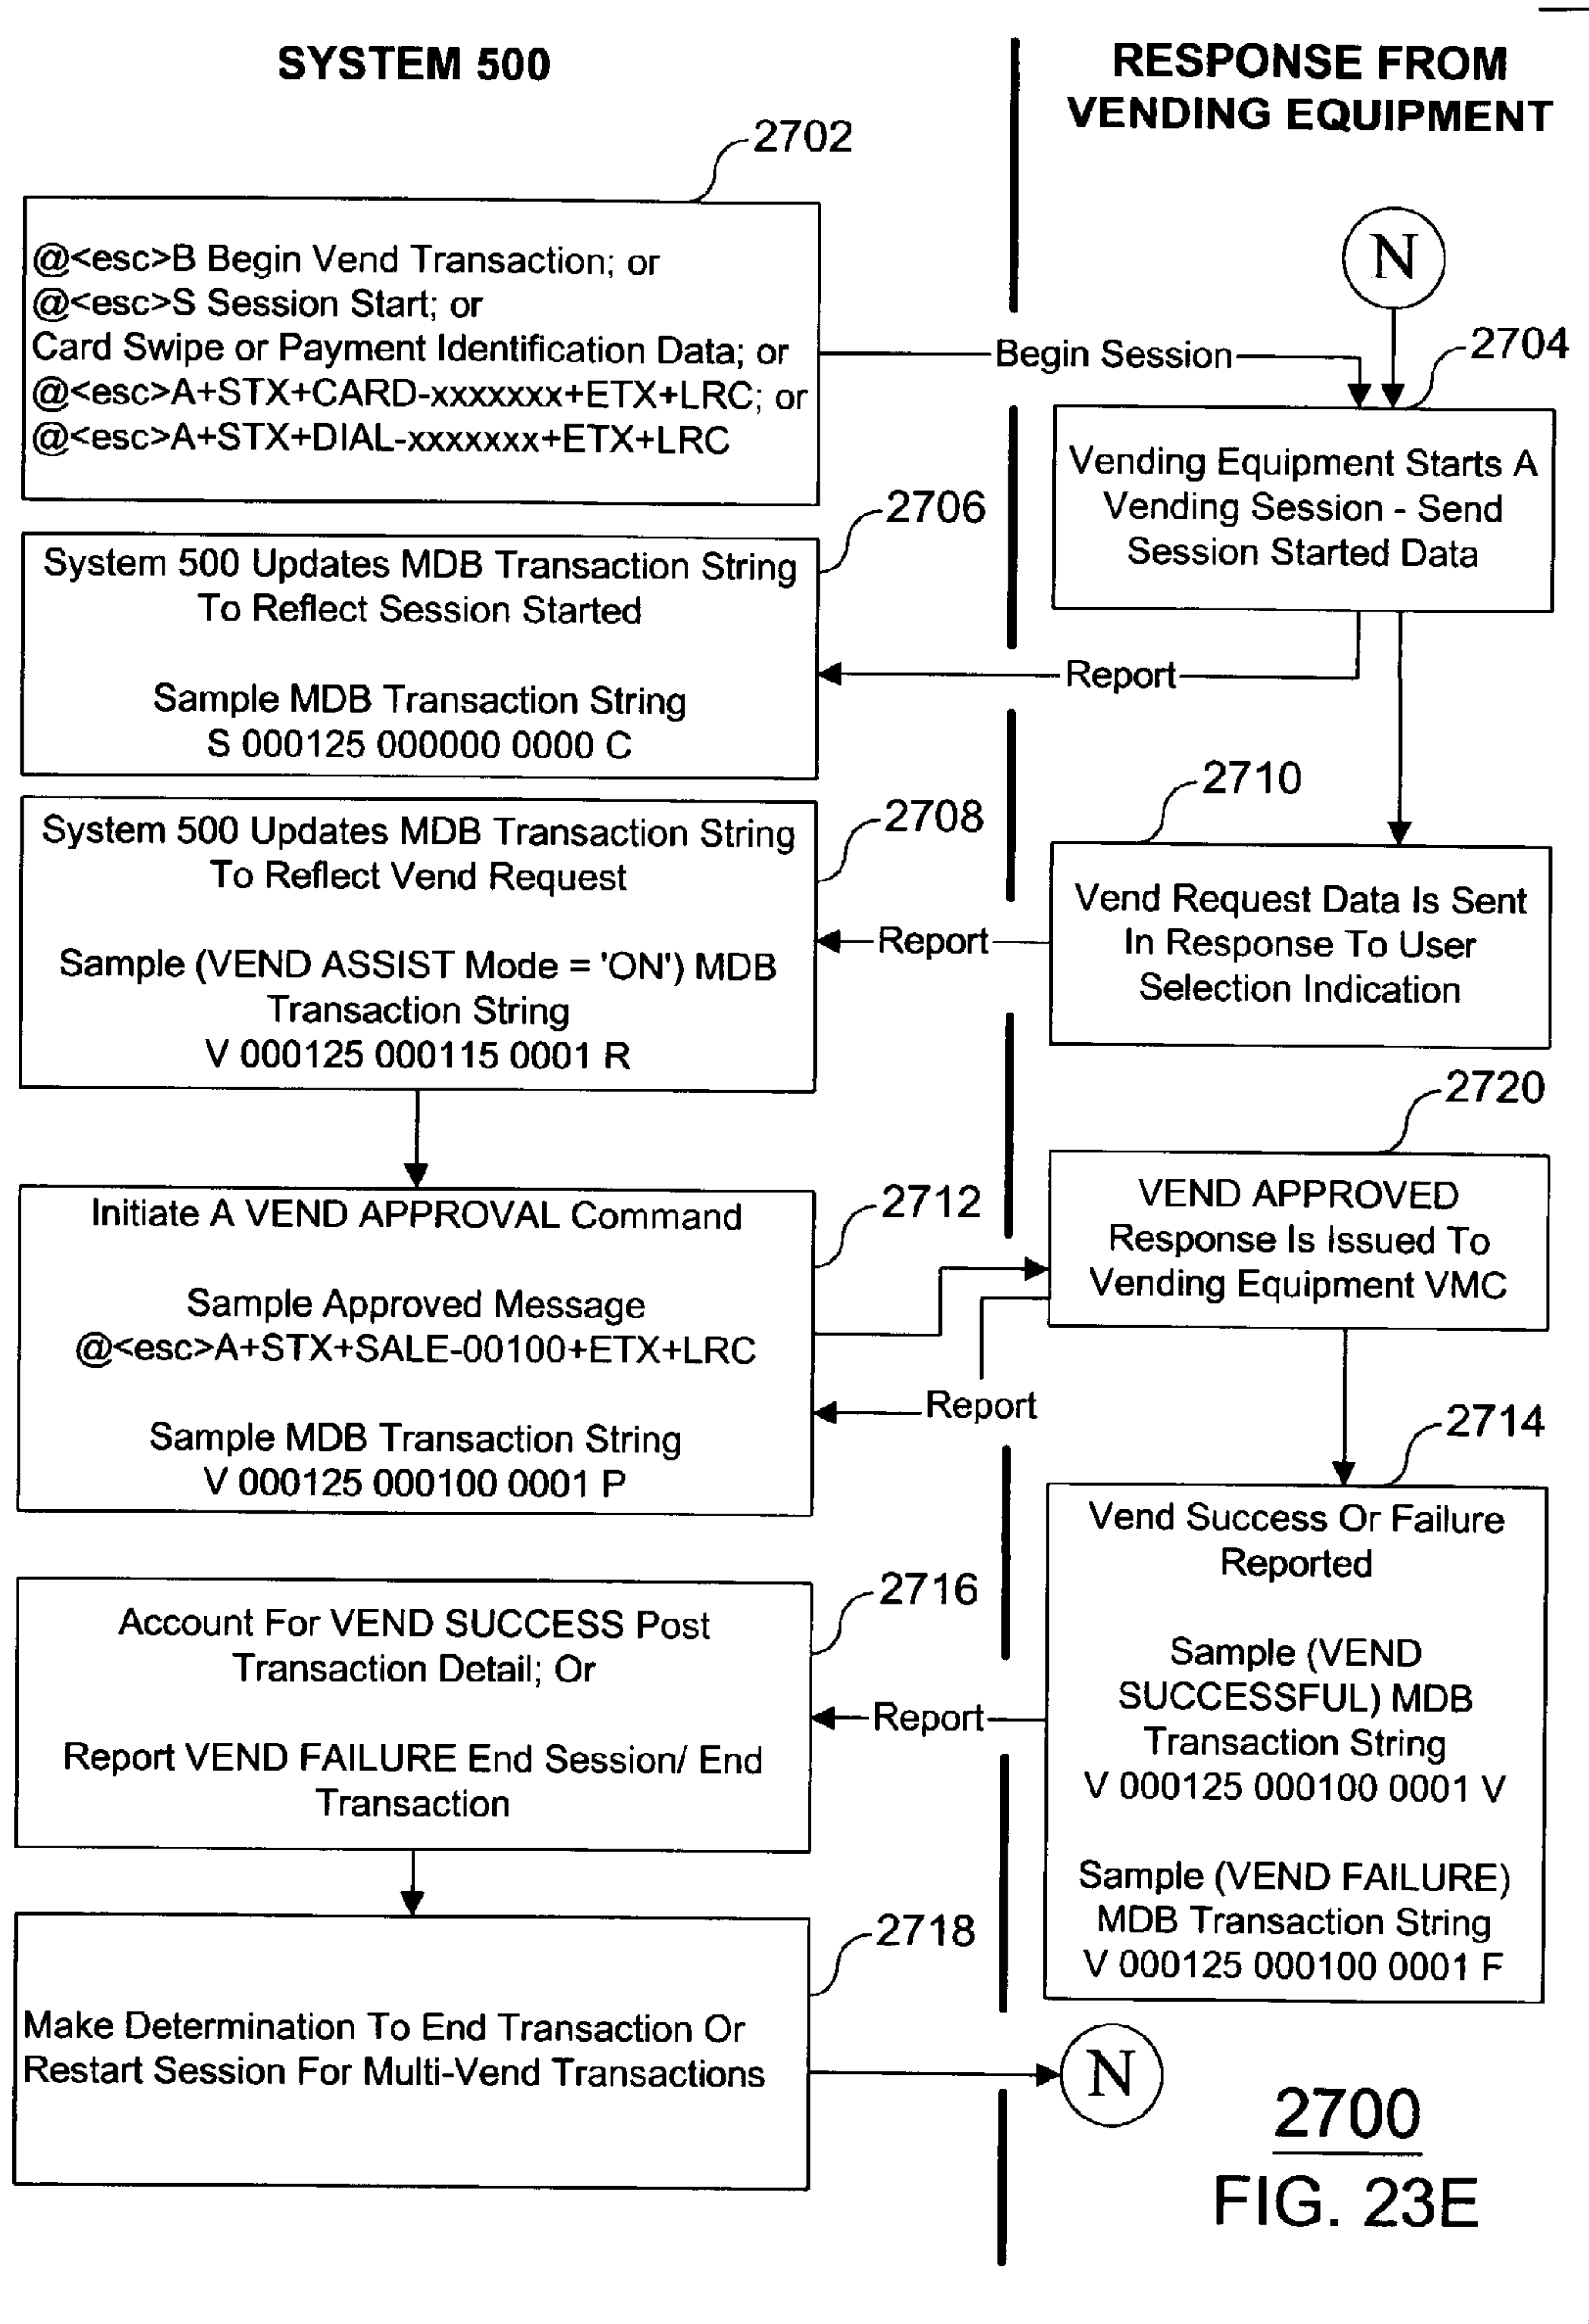 SYSTEM 500
RESPONSE FROM
VENDING EQUIPMENT
2702
@<esc>B Begin Vend Transaction; or
@<esc>S Session Start; or
Card Swipe or Payment Identification Data; or
@<esc>A+STX+CARD-xxxxxxx+ETX+LRC; or
@<esc>A+STX+DIAL-xxxxxxx+ETX+LRC
Begin Session
N
2704
Vending Equipment Starts A
Vending Session - Send
Session Started Data
2706
System 500 Updates MDB Transaction String
To Reflect Session Started
Sample MDB Transaction String
S 000125 000000 0000 C
Report
2708
System 500 Updates MDB Transaction String
To Reflect Vend Request
Sample (VEND ASSIST Mode = 'ON') MDB
Transaction String
V 000125 000115 0001 R
Report
2710
Vend Request Data Is Sent
In Response To User
Selection Indication
2712
Initiate A VEND APPROVAL Command
Sample Approved Message
@<esc>A+STX+SALE-00100+ETX+LRC
Sample MDB Transaction String
V 000125 000100 0001 P
Report
2720
VEND APPROVED
Response Is Issued To
Vending Equipment VMC
2714
Vend Success Or Failure
Reported
Sample (VEND
SUCCESSFUL) MDB
Transaction String
V 000125 000100 0001 V
Sample (VEND FAILURE)
MDB Transaction String
V 000125 000100 0001 F
2716
Account For VEND SUCCESS Post
Transaction Detail; Or
Report VEND FAILURE End Session/ End
Transaction
Report
2718
Make Determination To End Transaction Or
Restart Session For Multi-Vend Transactions
N
2700
FIG. 23E